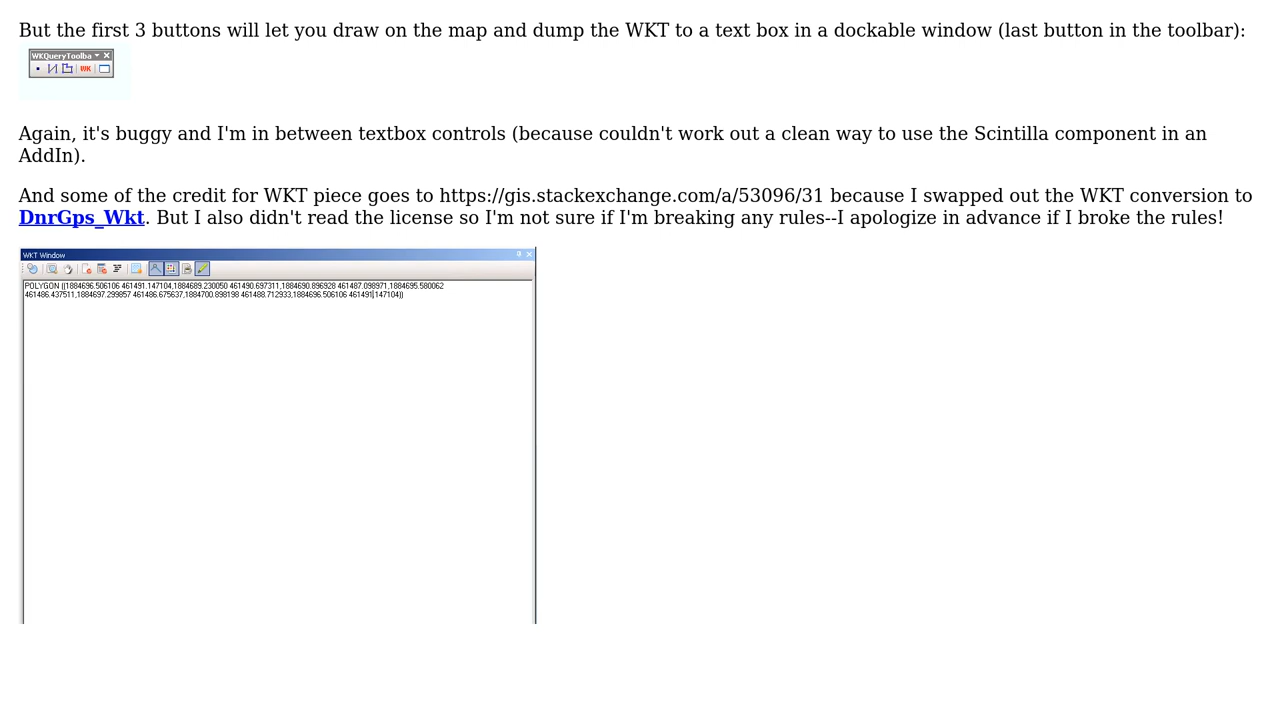 But the first 3 buttons will let you draw on the map and dump the WKT to a text box in a dockable window (last button in the toolbar):
WKQueryToolba
WK
Again, it's buggy and I'm in between textbox controls (because couldn't work out a clean way to use the Scintilla component in an
AddIn).
And some of the credit for WKT piece goes to https://gis.stackexchange.com/a/53096/31 because I swapped out the WKT conversion to
DnrGps_Wkt. But I also didn't read the license so I'm not sure if I'm breaking any rules--I apologize in advance if I broke the rules!
WKT Window
POLYGON ((1884696.506106 461491.147104,1884689.230050 461490.697311,1884690.896928 461487.098971,1884695.580062
461486.437511,1884697.299857 461486.675637,1884700.898198 461488.712933,1884696.506106 461491.147104))